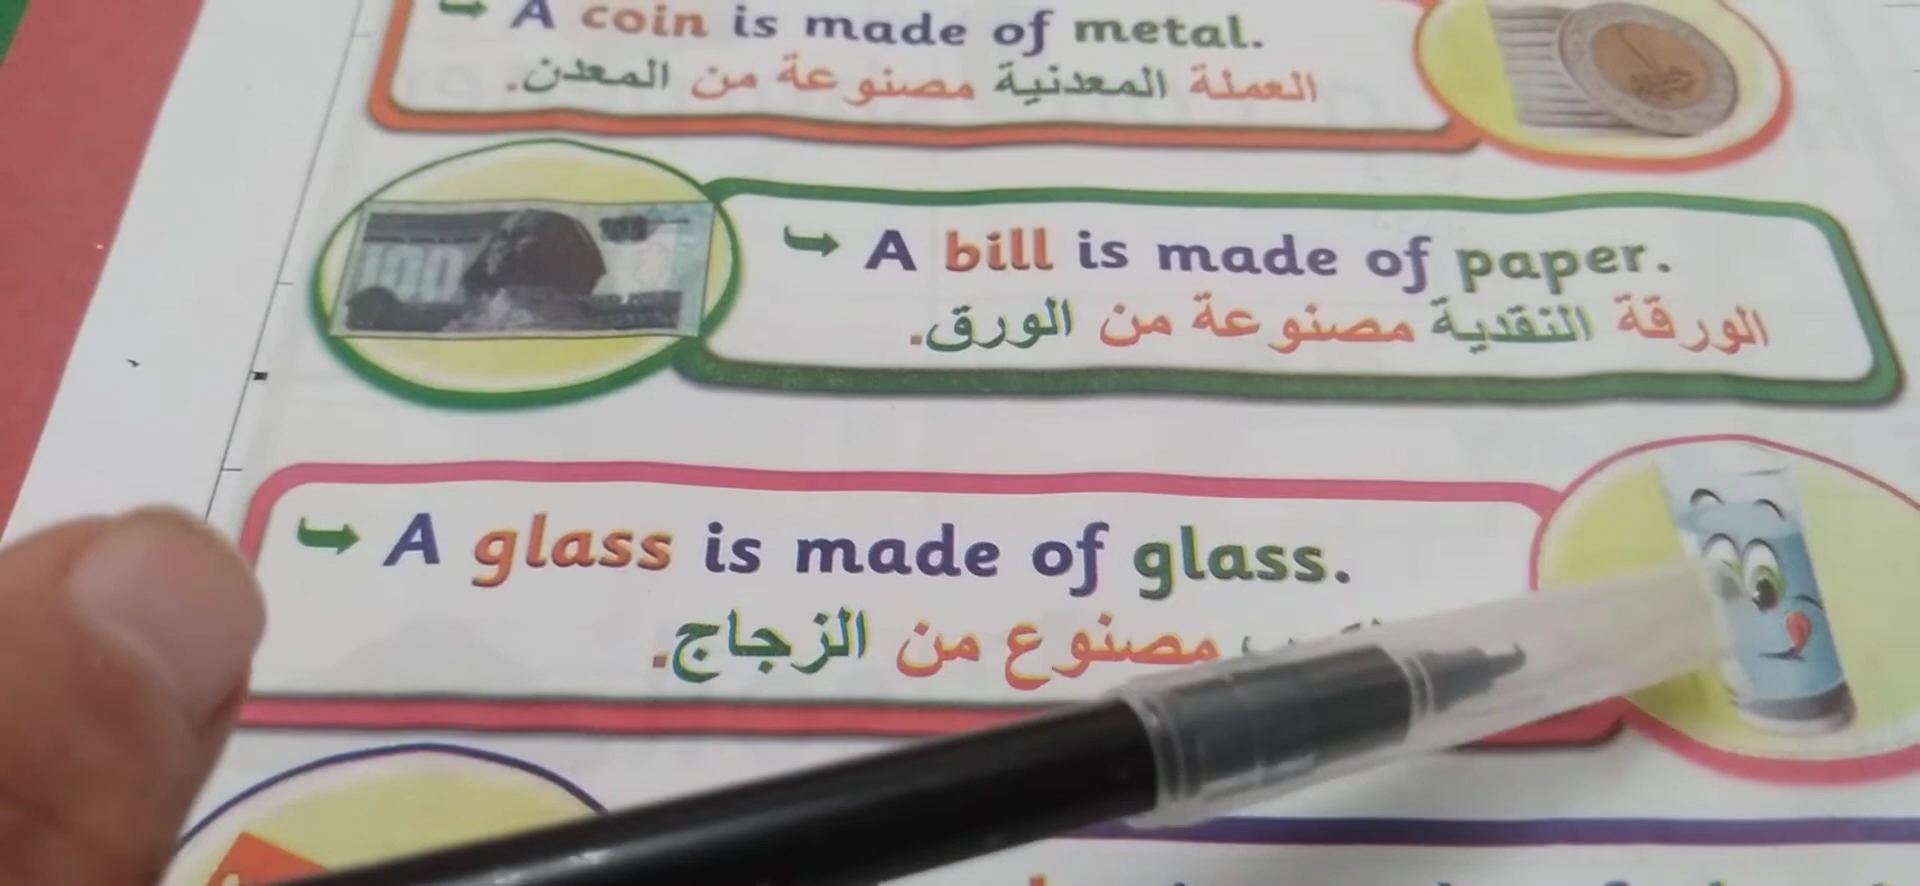 A coin is made of metal.
العملة المعدنية مصنوعة من المعدن.
100
A bill is made of paper.
الورقة النقدية مصنوعة من الورق.
A glass is made of glass.
مصنوع من الزجاج.